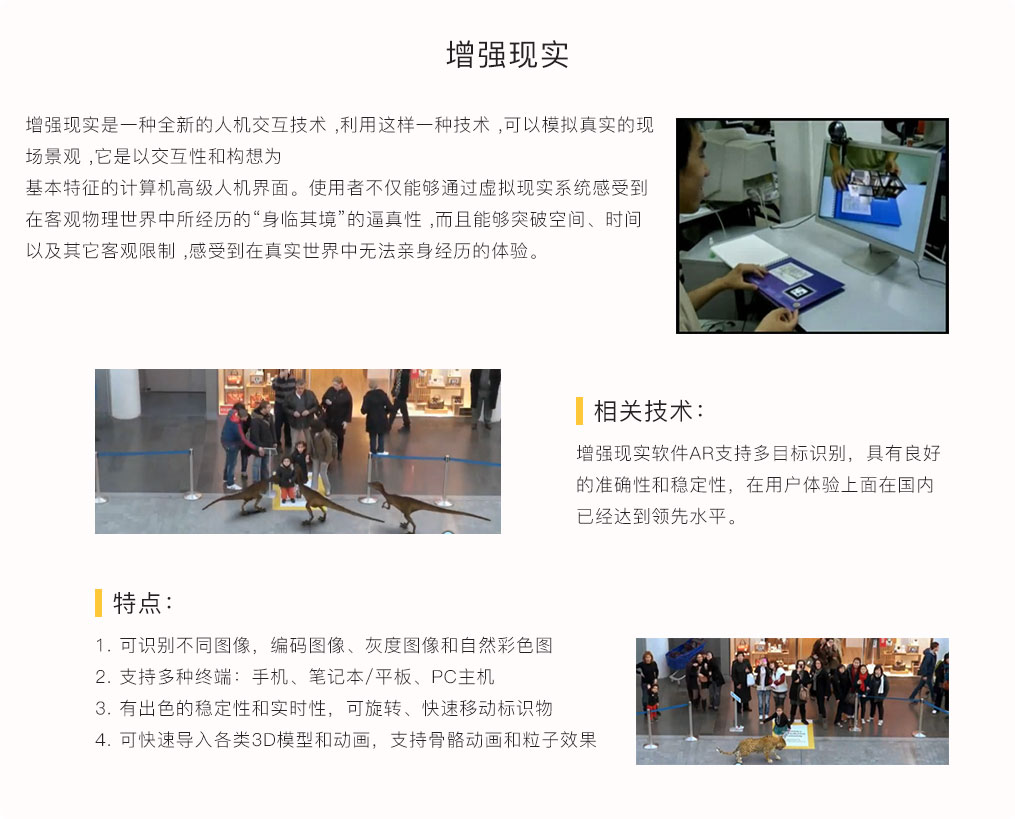 增强现实
增强现实是一种全新的人机交互技术 ,利用这样一种技术 ,可以模拟真实的现
场景观 ,它是以交互性和构想为
基本特征的计算机高级人机界面。使用者不仅能够通过虚拟现实系统感受到
在客观物理世界中所经历的“身临其境”的逼真性 ,而且能够突破空间、时间
以及其它客观限制 ,感受到在真实世界中无法亲身经历的体验。
相关技术：
增强现实软件AR支持多目标识别，具有良好
的准确性和稳定性，在用户体验上面在国内
已经达到领先水平。
特点：
1. 可识别不同图像，编码图像、灰度图像和自然彩色图
2. 支持多种终端：手机、笔记本/平板、PC主机
3. 有出色的稳定性和实时性，可旋转、快速移动标识物
4. 可快速导入各类3D模型和动画，支持骨骼动画和粒子效果